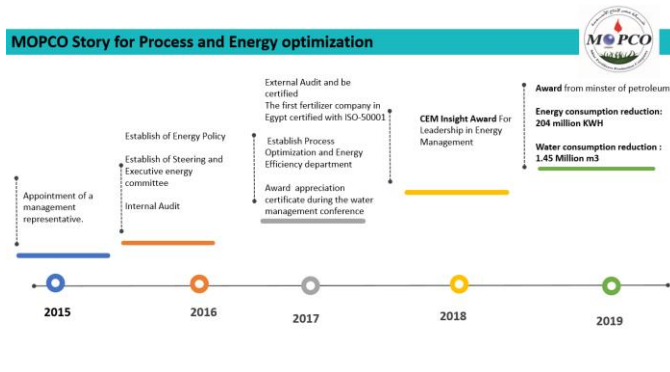 MOPCO Story for Process and Energy optimization
MOPCO
Appointment of a
management
representative.
Establish of Energy Policy
Establish of Steering and
Executive energy
committee
Internal Audit
External Audit and be
certified
The first fertilizer company in
Egypt certified with ISO-50001
Establish Process
Optimization and Energy
Efficiency department
Award appreciation
certificate during the water
management conference
CEM Insight Award For
Leadership in Energy
Management
Award from minster of petroleum
Energy consumption reduction:
204 million KWH
Water consumption reduction :
1.45 Million m3
2015
2016
2017
2018
2019